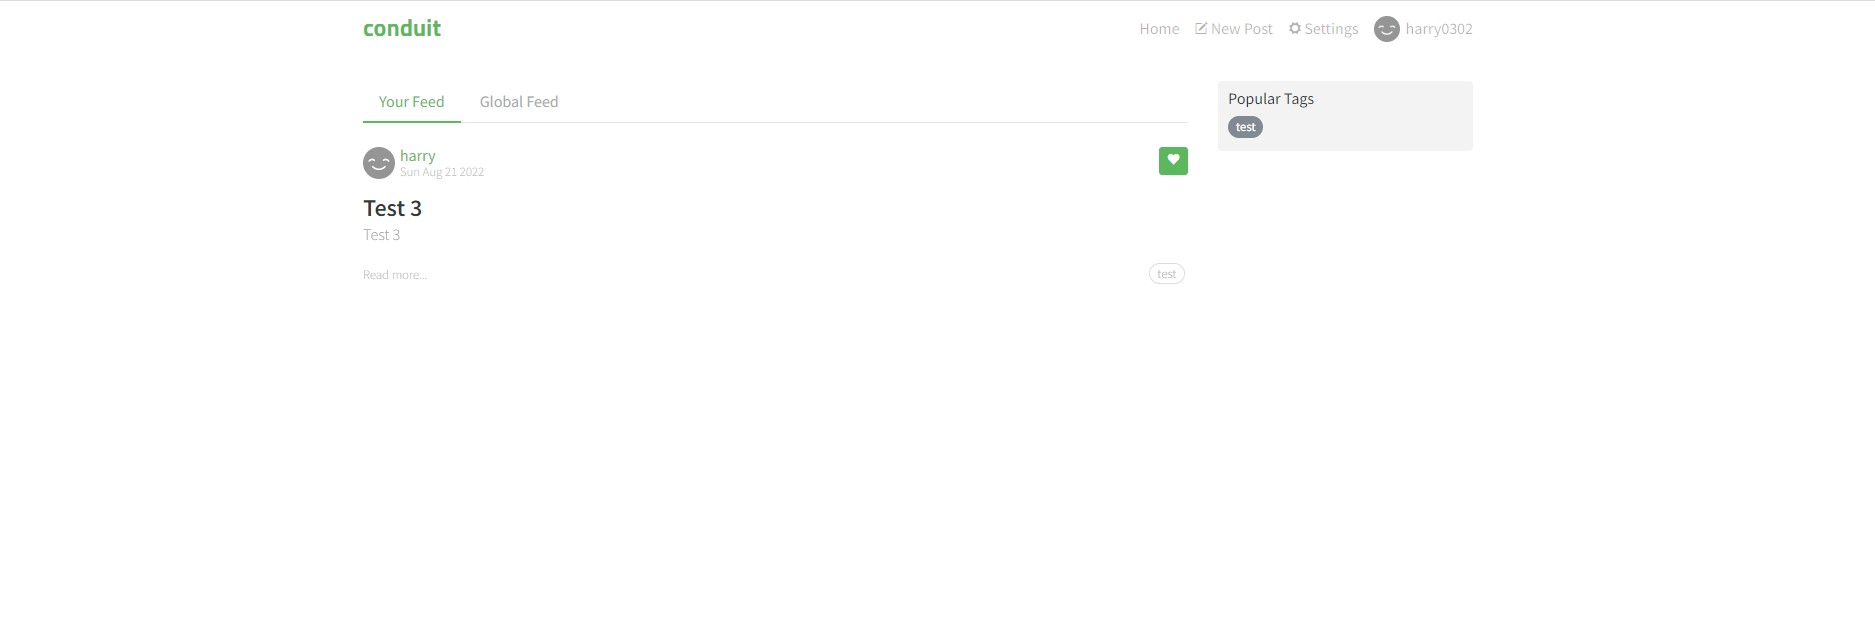 conduit
Home New Post Settings harry0302
Your Feed Global Feed
Popular Tags
test
harry
Sun Aug 21 2022
Test 3
Test 3
Read more...
test